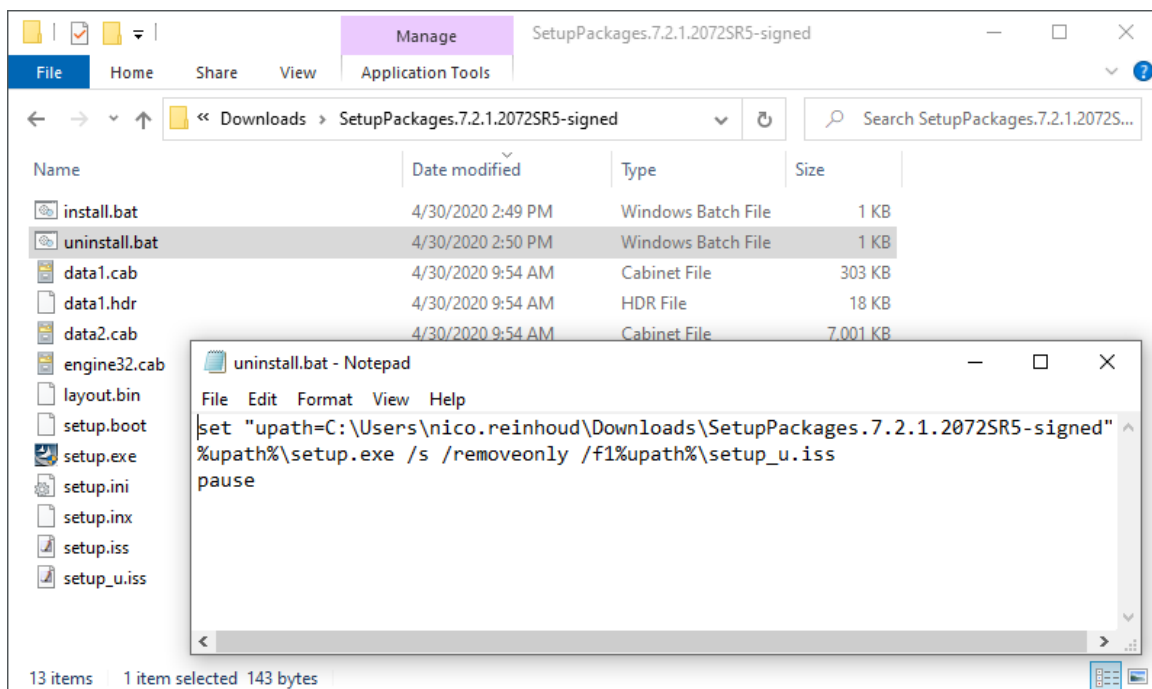 Manage
SetupPackages.7.2.1.2072SR5-signed
File Home Share View Application Tools
« Downloads › SetupPackages.7.2.1.2072SR5-signed
Search SetupPackages.7.2.1.2072S...
Name Date modified Type Size
install.bat 4/30/2020 2:49 PM Windows Batch File 1 KB
uninstall.bat 4/30/2020 2:50 PM Windows Batch File 1 KB
data1.cab 4/30/2020 9:54 AM Cabinet File 303 KB
data1.hdr 4/30/2020 9:54 AM HDR File 18 KB
data2.cab 4/30/2020 9:54 AM Cabinet File 7,001 KB
engine32.cab
layout.bin
setup.boot
setup.exe
setup.ini
setup.inx
setup.iss
setup_u.iss
uninstall.bat - Notepad
File Edit Format View Help
set "upath=C:\Users\nico.reinhoud\Downloads\SetupPackages.7.2.1.2072SR5-signed"
%upath%\setup.exe /s /removeonly /f1%upath%\setup_u.iss
pause
13 items 1 item selected 143 bytes